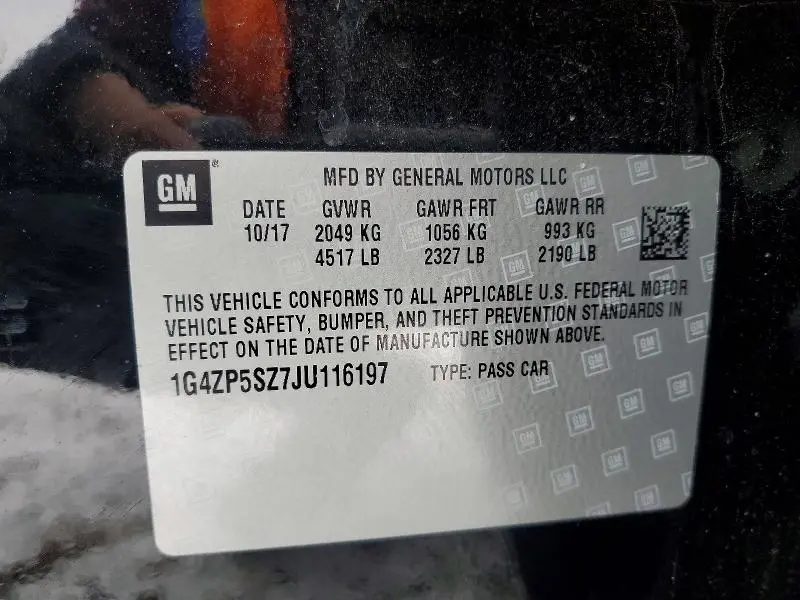 GM®
MFD BY GENERAL MOTORS LLC
DATE GVWR GAWR FRT GAWR RR
10/17 2049 KG 1056 KG 993 KG
4517 LB 2327 LB 2190 LB
THIS VEHICLE CONFORMS TO ALL APPLICABLE U.S. FEDERAL MOTOR
VEHICLE SAFETY, BUMPER, AND THEFT PREVENTION STANDARDS IN
EFFECT ON THE DATE OF MANUFACTURE SHOWN ABOVE.
1G4ZP5SZ7JU116197 TYPE: PASS CAR